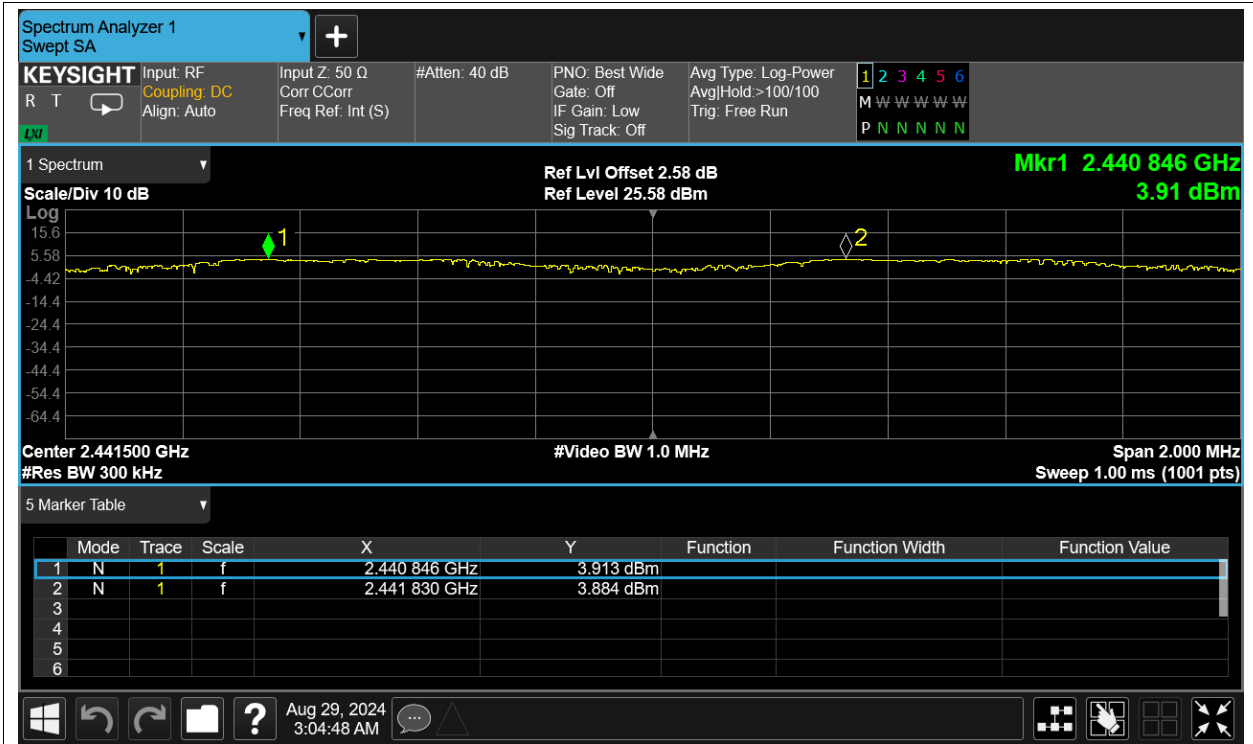 Spectrum Analyzer 1
Swept SA
KEYSIGHT
R T
LXI
Input: RF
Coupling: DC
Align: Auto
Input Z: 50 Ω
Corr CCorr
Freq Ref: Int (S)
#Atten: 40 dB
PNO: Best Wide
Gate: Off
IF Gain: Low
Sig Track: Off
Avg Type: Log-Power
Avg|Hold:>100/100
Trig: Free Run
1 2 3 4 5 6
M W W W W W
P N N N N N
1 Spectrum
Scale/Div 10 dB
Ref Lvl Offset 2.58 dB
Ref Level 25.58 dBm
Mkr1 2.440 846 GHz
3.91 dBm
Log
15.6
5.58
-4.42
-14.4
-24.4
-34.4
-44.4
-54.4
-64.4
1
2
Center 2.441500 GHz
#Video BW 1.0 MHz
Span 2.000 MHz
#Res BW 300 kHz
Sweep 1.00 ms (1001 pts)
5 Marker Table
Mode Trace Scale X Y Function Function Width Function Value
1 N 1 f 2.440 846 GHz 3.913 dBm
2 N 1 f 2.441 830 GHz 3.884 dBm
3
4
5
6
?
Aug 29, 2024
3:04:48 AM